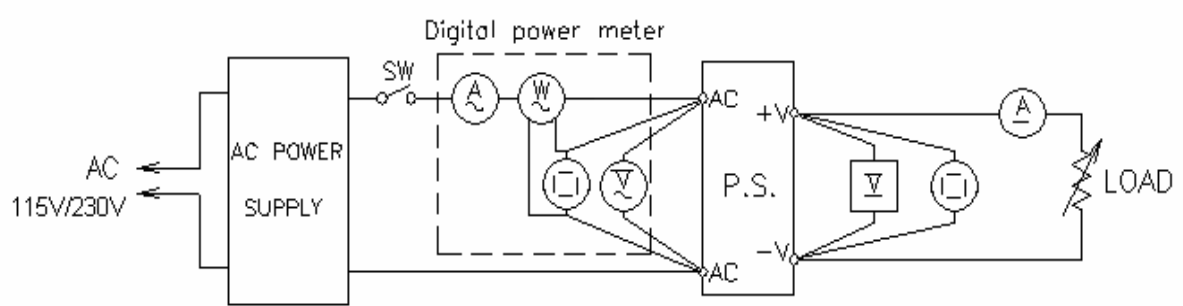 Digital power meter
SW
A
W
AC
+V
A
AC POWER
SUPPLY
AC
115V/230V
V
P.S.
V
LOAD
-V
AC